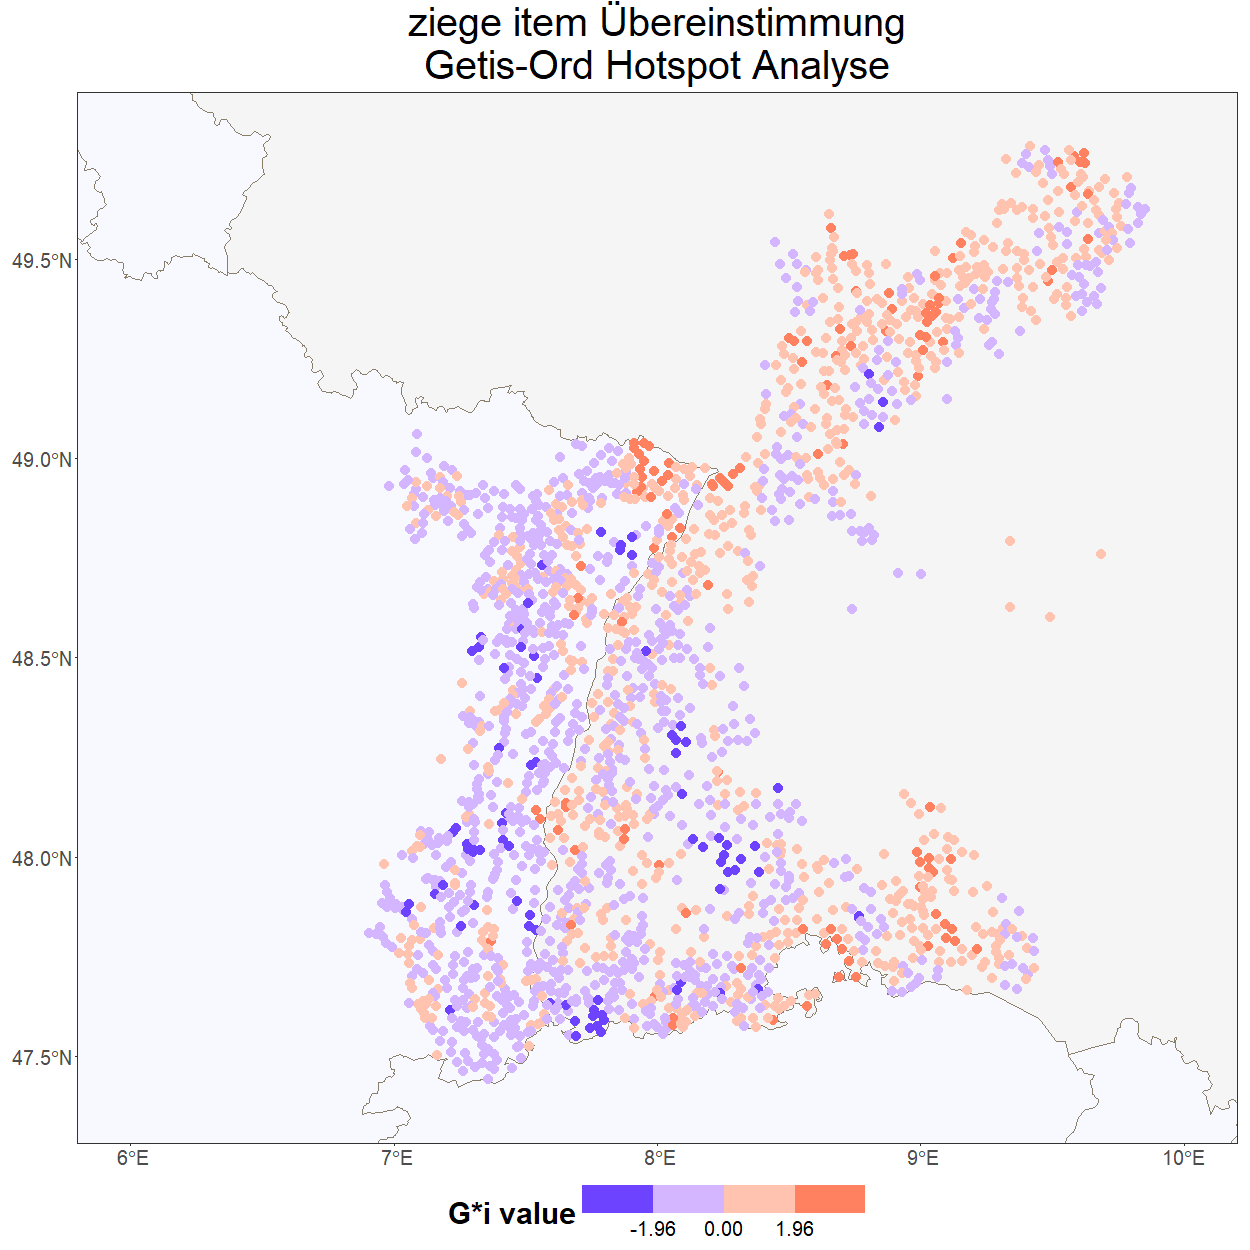 ziege item Übereinstimmung
Getis-Ord Hotspot Analyse
49.5°N
49.0°N
48.5°N
48.0°N
47.5°N
6°E 7°E 8°E 9°E 10°E
G*i value
-1.96 0.00 1.96